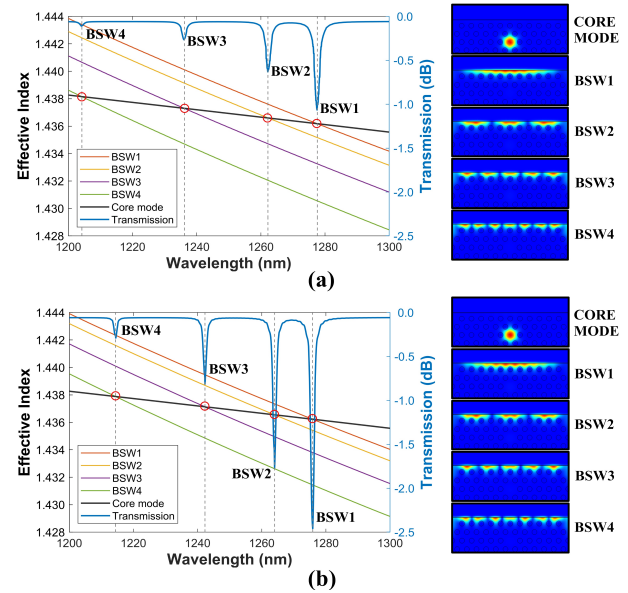 1.444
1.442
1.44
1.438
1.436
1.434
1.432
1.430
1.428
Effective Index
BSW4
BSW3
BSW2
BSW1
BSW1
BSW2
BSW3
BSW4
Core mode
Transmission
1200
1220
1240
1260
1280
1300
Wavelength (nm)
0.0
-0.5
-1.0
-1.5
-2.0
-2.5
Transmission (dB)
CORE
MODE
BSW1
BSW2
BSW3
BSW4
(a)
1.444
1.442
1.44
1.438
1.436
1.434
1.432
1.430
1.428
Effective Index
BSW4
BSW3
BSW2
BSW1
BSW1
BSW2
BSW3
BSW4
Core mode
Transmission
1200
1220
1240
1260
1280
1300
Wavelength (nm)
0.0
-0.5
-1.0
-1.5
-2.0
-2.5
Transmission (dB)
CORE
MODE
BSW1
BSW2
BSW3
BSW4
(b)